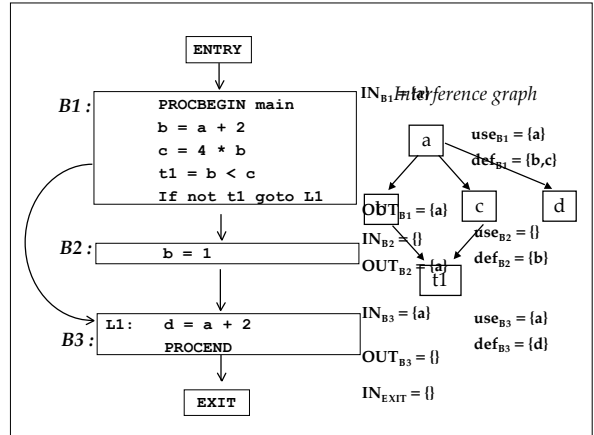 ENTRY
B1 :
PROCBEGIN main
b = a + 2
c = 4 * b
t1 = b < c
If not t1 goto L1
B2 :
b = 1
B3 :
L1: d = a + 2
PROCEND
EXIT
IN_B1 = {a}
Interference graph
use_B1 = {a}
def_B1 = {b,c}
a
b
c
d
t1
OUT_B1 = {a}
IN_B2 = {}
OUT_B2 = {a}
use_B2 = {}
def_B2 = {b}
IN_B3 = {a}
use_B3 = {a}
def_B3 = {d}
OUT_B3 = {}
IN_EXIT = {}